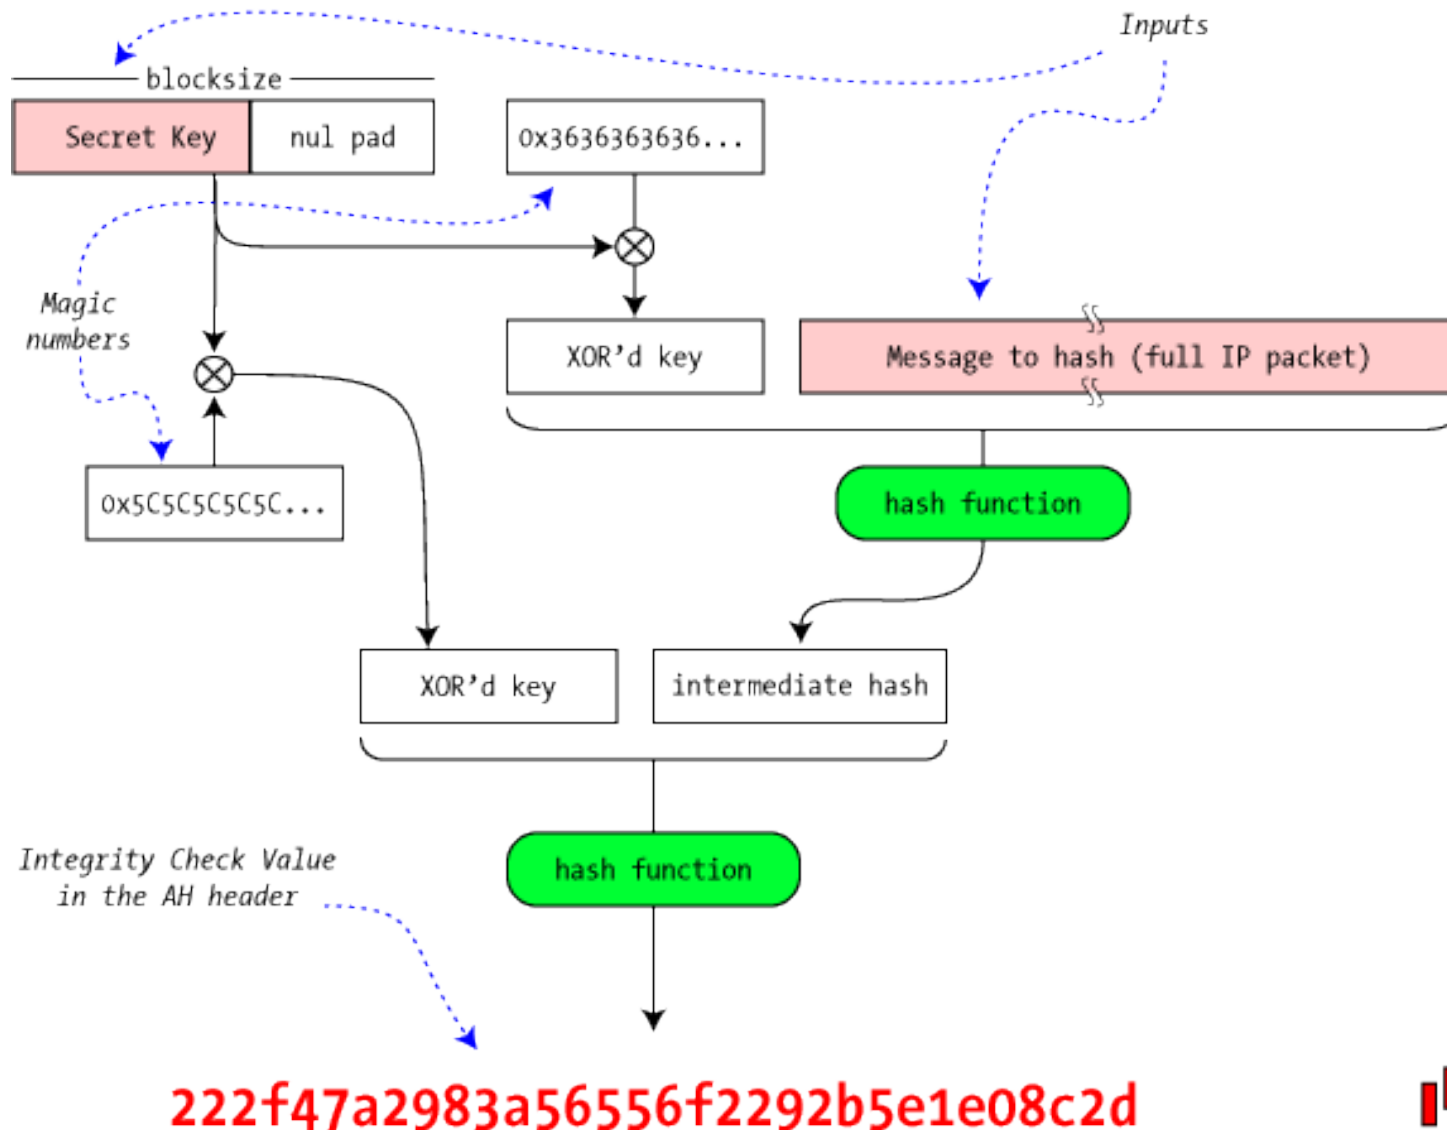 Inputs
blocksize
Secret Key
nul pad
0x3636363636...
Magic
numbers
XOR'd key
Message to hash (full IP packet)
0x5C5C5C5C5C...
hash function
XOR'd key
intermediate hash
Integrity Check Value
in the AH header
hash function
222f47a2983a56556f2292b5e1e08c2d